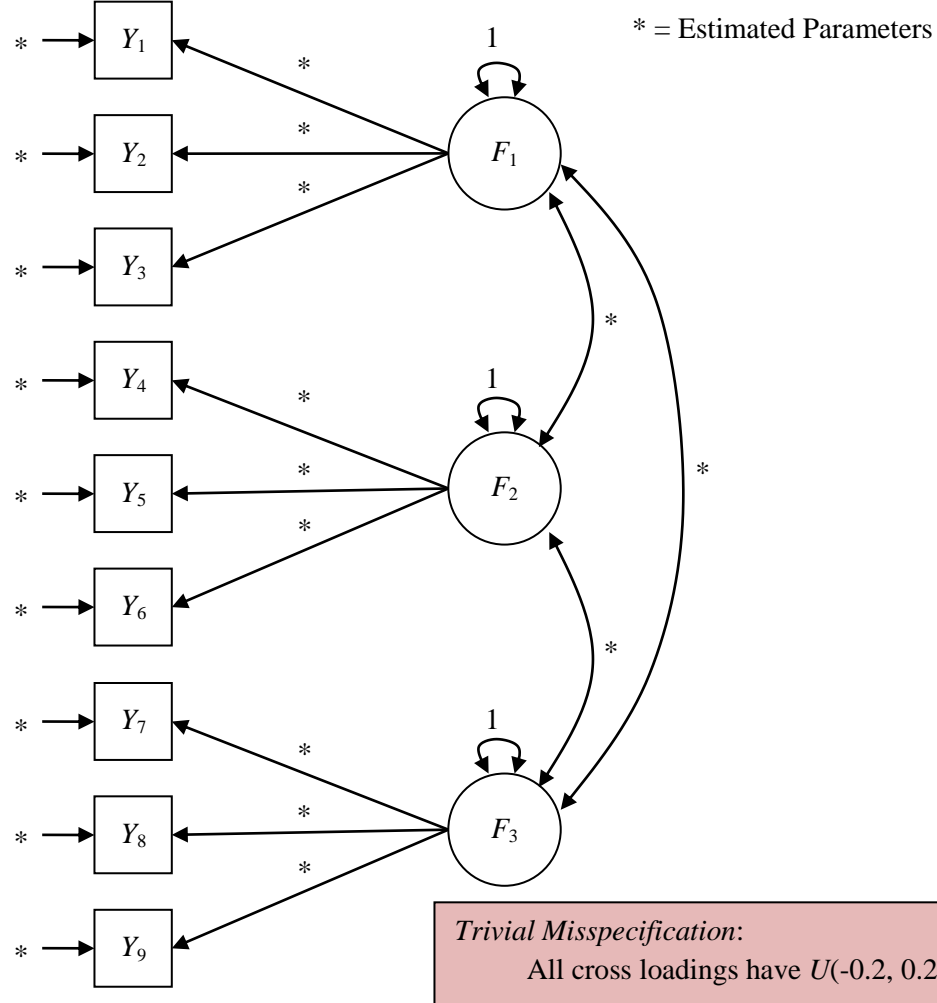 * = Estimated Parameters
1
* Y1 *
* Y2 * F1
* Y3 *
*
* Y4 * 1
*
* Y5 * F2
* Y6 *
*
* Y7 * 1
* Y8 * F3
* Y9 *
Trivial Misspecification:
All cross loadings have U(-0.2, 0.2